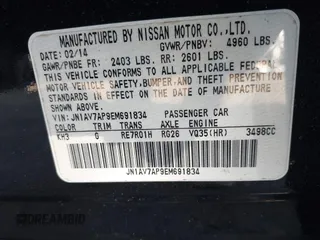 MANUFACTURED BY NISSAN MOTOR CO.,LTD.
DATE: 02/14 GVWR/PNBV: 4960 LBS.
GAWR/PNBE FR: 2403 LBS. RR: 2601 LBS.
THIS VEHICLE CONFORMS TO ALL APPLICABLE FEDERAL
MOTOR VEHICLE SAFETY, BUMPER, AND THEFT PREVENTION
STANDARDS IN EFFECT ON THE DATE OF MANUFACTURE
SHOWN ABOVE.
VIN: JN1AV7AP9EM691834 PASSENGER CAR
COLOR TRIM TRANS AXLE ENGINE
KH3 G RE7R01H RG26 VQ35(HR) 3498CC
JN1AV7AP9EM691834